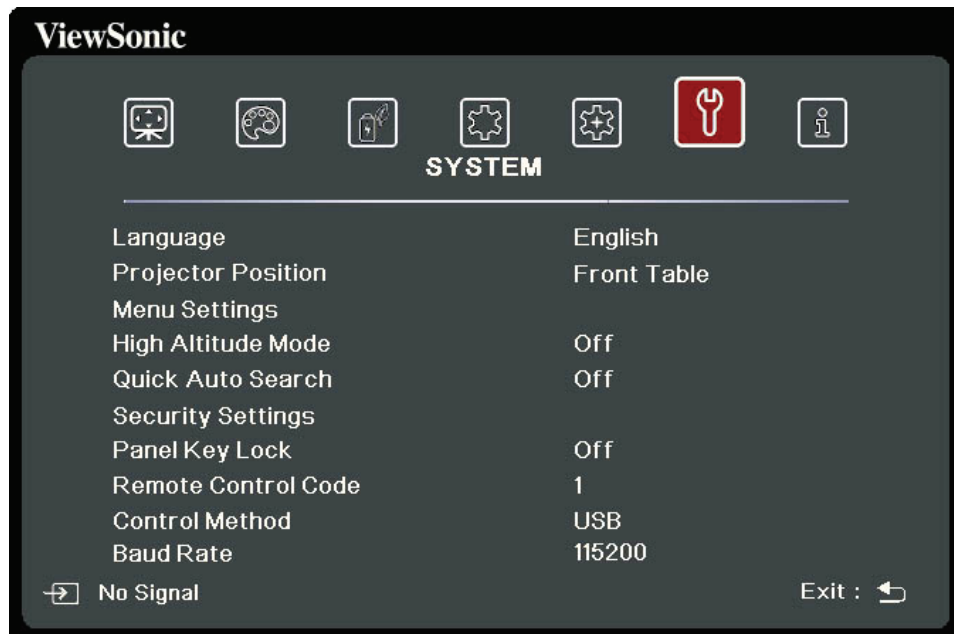 ViewSonic
SYSTEM
Language English
Projector Position Front Table
Menu Settings
High Altitude Mode Off
Quick Auto Search Off
Security Settings
Panel Key Lock Off
Remote Control Code 1
Control Method USB
Baud Rate 115200
No Signal Exit :